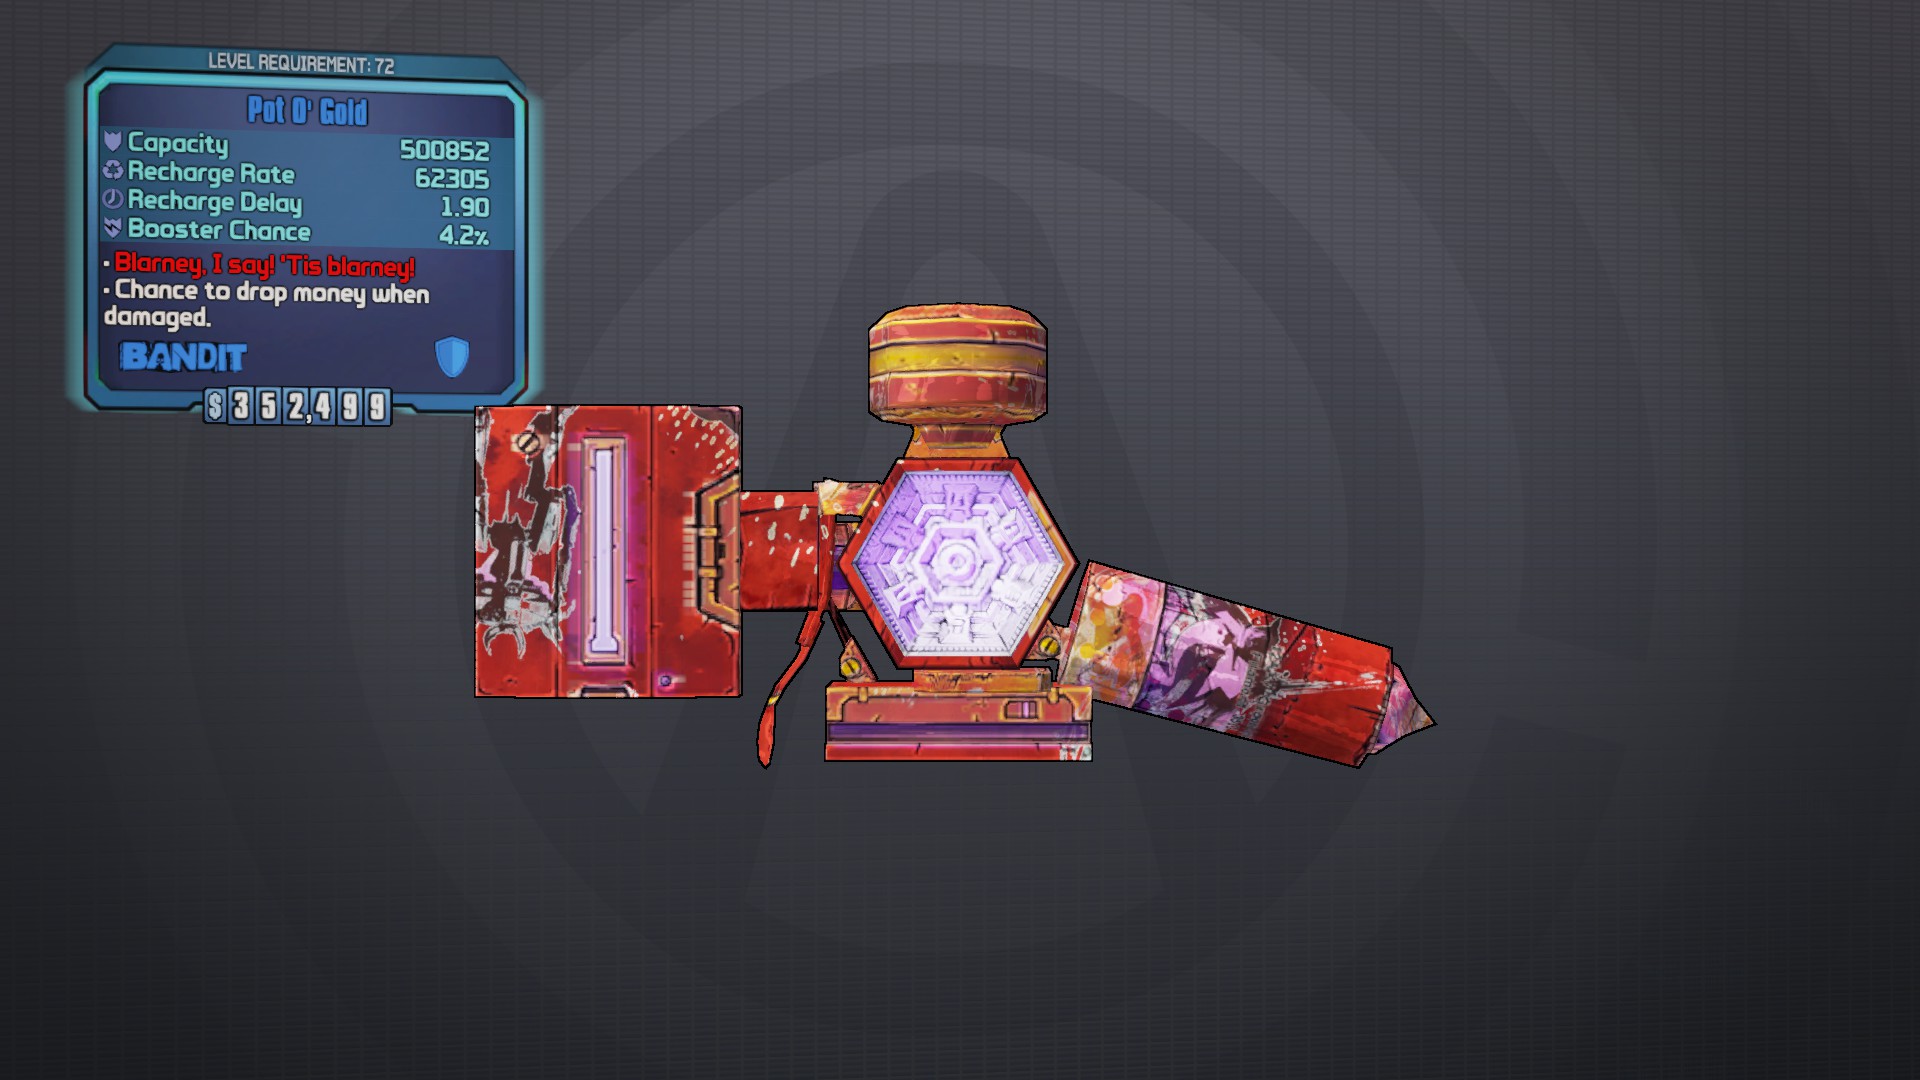 LEVEL REQUIREMENT: 72
Pot O' Gold
Capacity 500852
Recharge Rate 62305
Recharge Delay 1.90
Booster Chance 4.2%
• Blarney, I say! 'Tis blarney!
• Chance to drop money when
damaged.
BANDIT
$352,499